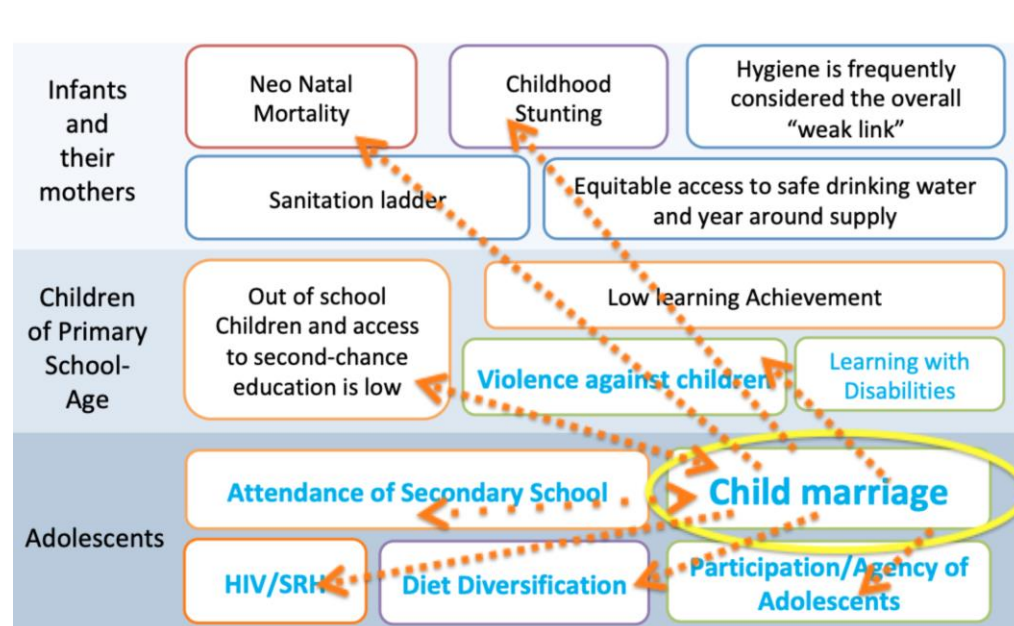 Infants
and
their
mothers
Neo Natal
Mortality
Childhood
Stunting
Hygiene is frequently
considered the overall
“weak link”
Sanitation ladder
Equitable access to safe drinking water
and year around supply
Children
of Primary
School-
Age
Out of school
Children and access
to second-chance
education is low
Low learning Achievement
Violence against children
Learning with
Disabilities
Adolescents
Attendance of Secondary School
Child marriage
HIV/SRH
Diet Diversification
Participation/Agency of
Adolescents